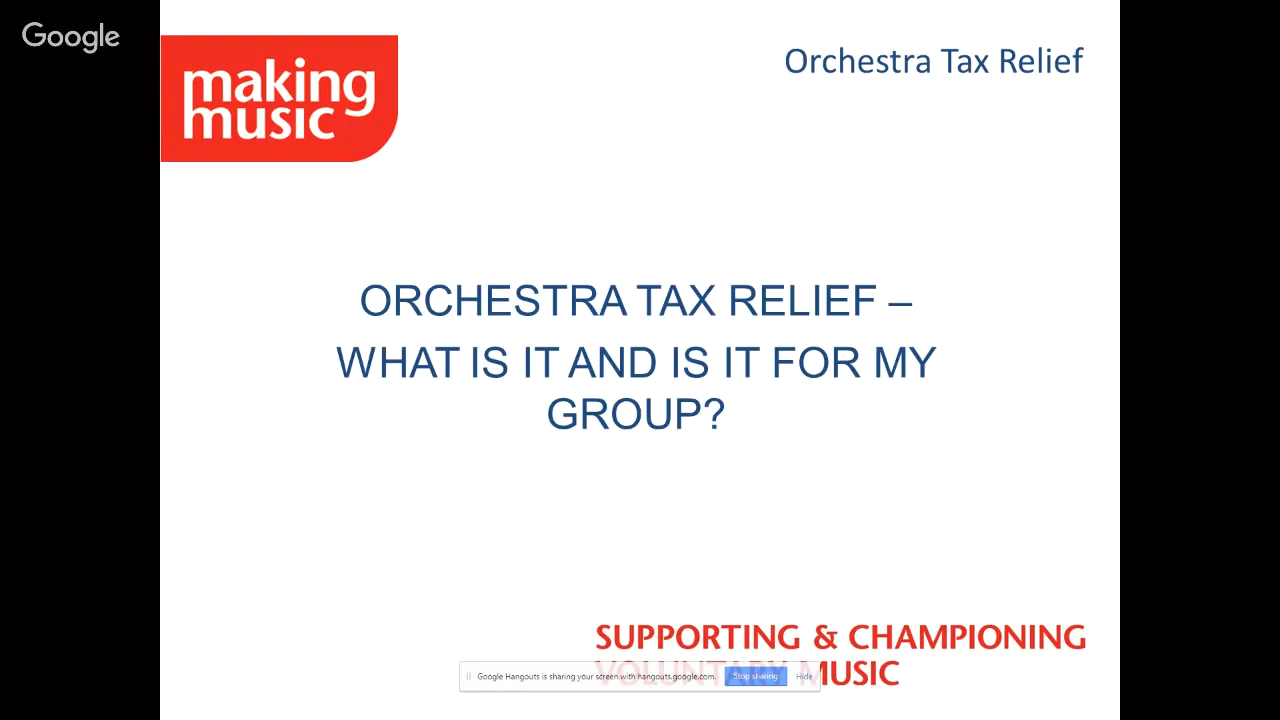 Google
making
music
Orchestra Tax Relief
ORCHESTRA TAX RELIEF –
WHAT IS IT AND IS IT FOR MY
GROUP?
SUPPORTING & CHAMPIONING
VOLUNTARY MUSIC
Google Hangouts is sharing your screen with hangouts.google.com.
Stop sharing
Hide